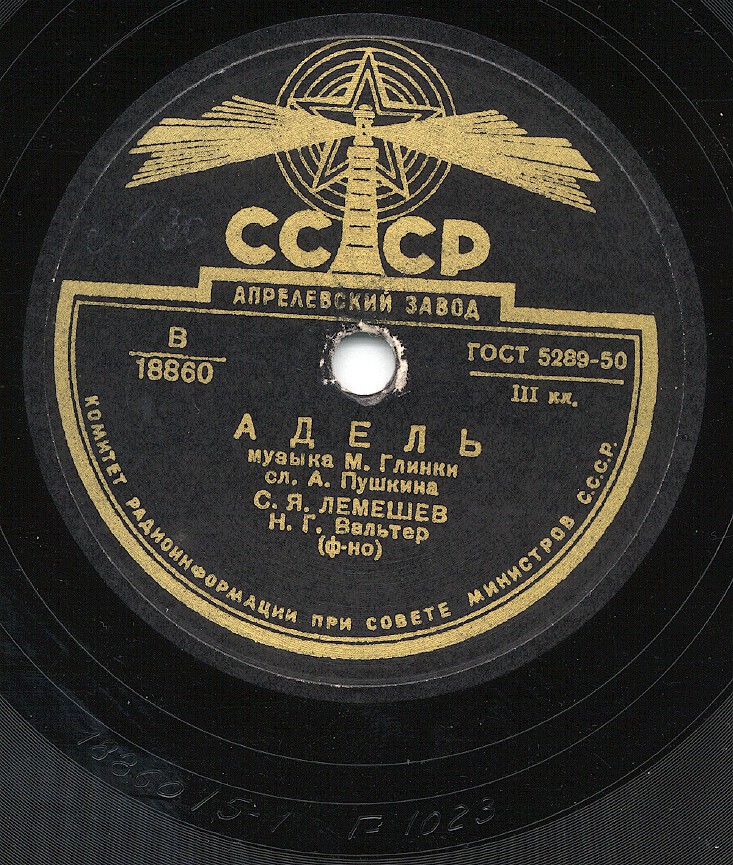 СССР
АПРЕЛЕВСКИЙ ЗАВОД
В
18860
ГОСТ 5289-50
III кл.
АДЕЛЬ
музыка М. Глинки
сл. А. Пушкина
С. Я. ЛЕМЕШЕВ
Н. Г. Вальтер
(ф-но)
КОМИТЕТ РАДИОИНФОРМАЦИИ ПРИ СОВЕТЕ МИНИСТРОВ С.С.С.Р.
18860 15-1 F 1023